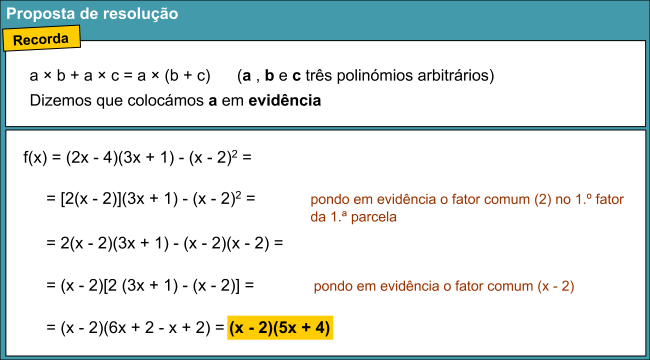 Proposta de resolução
Recorda
a × b + a × c = a × (b + c) (a , b e c três polinómios arbitrários)
Dizemos que colocámos a em evidência
f(x) = (2x - 4)(3x + 1) - (x - 2)² =
= [2(x - 2)](3x + 1) - (x - 2)² = pondo em evidência o fator comum (2) no 1.º fator
da 1.ª parcela
= 2(x - 2)(3x + 1) - (x - 2)(x - 2) =
= (x - 2)[2 (3x + 1) - (x - 2)] = pondo em evidência o fator comum (x - 2)
= (x - 2)(6x + 2 - x + 2) = (x - 2)(5x + 4)